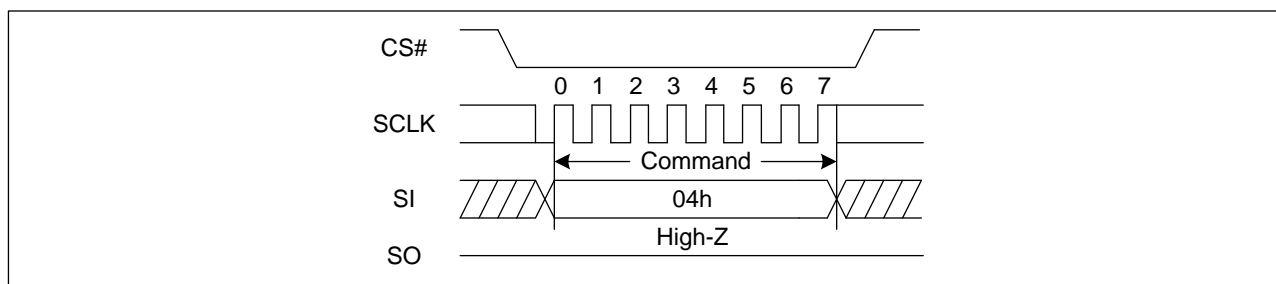 CS#
0 1 2 3 4 5 6 7
SCLK
Command
SI
04h
High-Z
SO